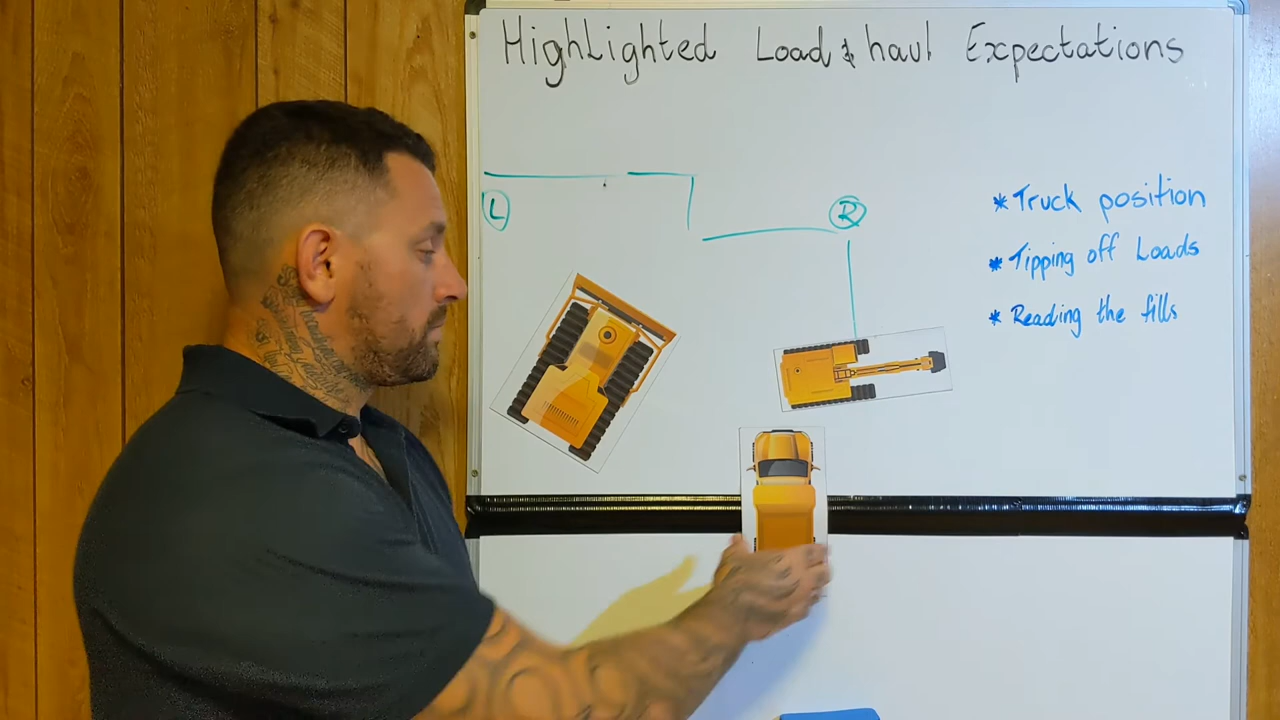 Highlighted Load & haul Expectations
L
R
* Truck position
* Tipping off Loads
* Reading the fills